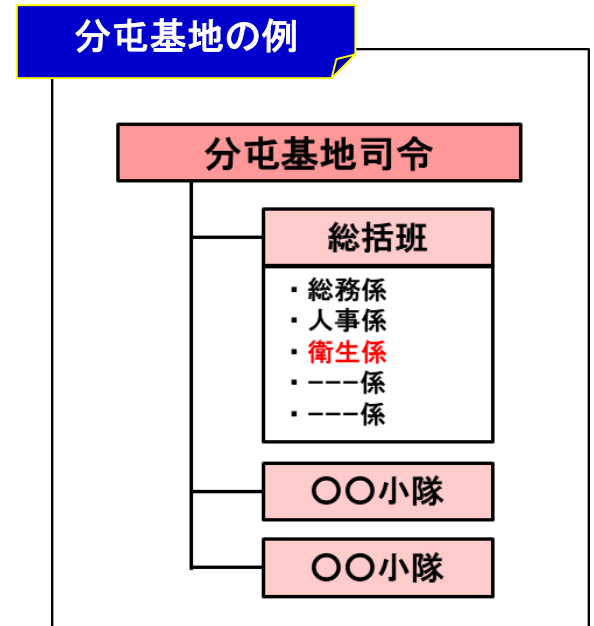 分屯基地の例
分屯基地司令
総括班
・総務係
・人事係
・衛生係
・---係
・---係
〇〇小隊
〇〇小隊